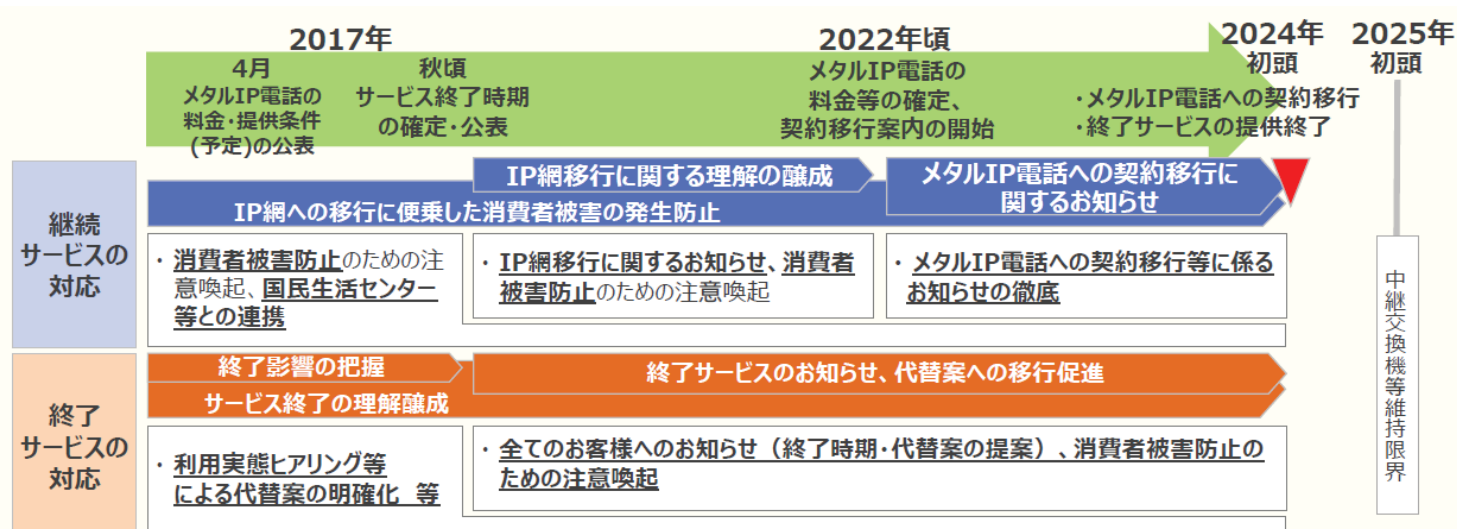 2017年
4月
メタルIP電話の
料金・提供条件
(予定)の公表
秋頃
サービス終了時期
の確定・公表
2022年頃
メタルIP電話の
料金等の確定、
契約移行案内の開始
2024年
初頭
・メタルIP電話への契約移行
・終了サービスの提供終了
2025年
初頭
継続
サービスの
対応
IP網移行に関する理解の醸成
IP網への移行に便乗した消費者被害の発生防止
メタルIP電話への契約移行に
関するお知らせ
・消費者被害防止のための注
意喚起、国民生活センター
等との連携
・IP網移行に関するお知らせ、消費者
被害防止のための注意喚起
・メタルIP電話への契約移行等に係る
お知らせの徹底
中継交換機等維持限界
終了
サービスの
対応
終了影響の把握
サービス終了の理解醸成
終了サービスのお知らせ、代替案への移行促進
・利用実態ヒアリング等
による代替案の明確化 等
・全てのお客様へのお知らせ（終了時期・代替案の提案）、消費者被害防止の
ための注意喚起